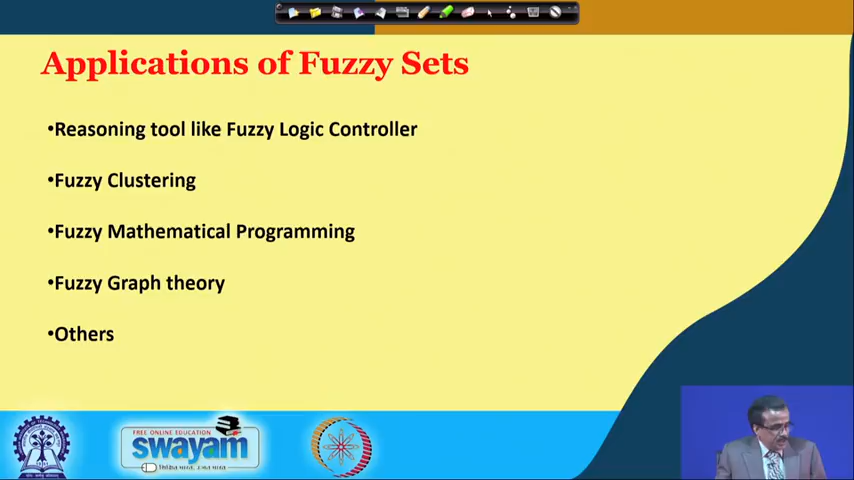 Applications of Fuzzy Sets
•Reasoning tool like Fuzzy Logic Controller
•Fuzzy Clustering
•Fuzzy Mathematical Programming
•Fuzzy Graph theory
•Others
FREE ONLINE EDUCATION
swayam